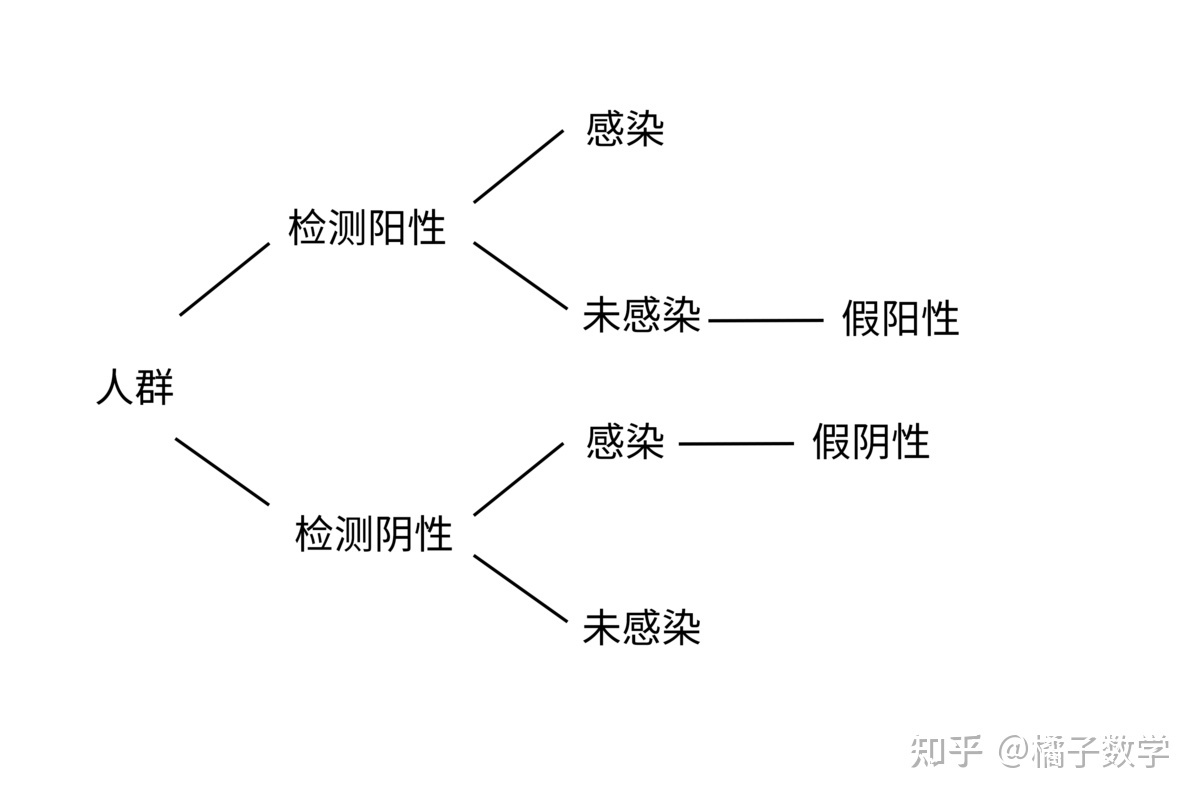 感染
检测阳性
未感染
假阳性
人群
感染
假阴性
检测阴性
未感染
知乎 @橘子数学